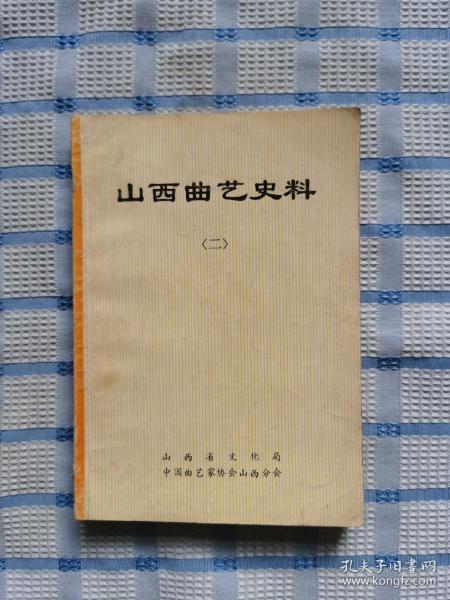 山西曲艺史料
〈二〉
山西省文化局
中国曲艺家协会山西分会
孔夫子旧书网
www.kongfz.com